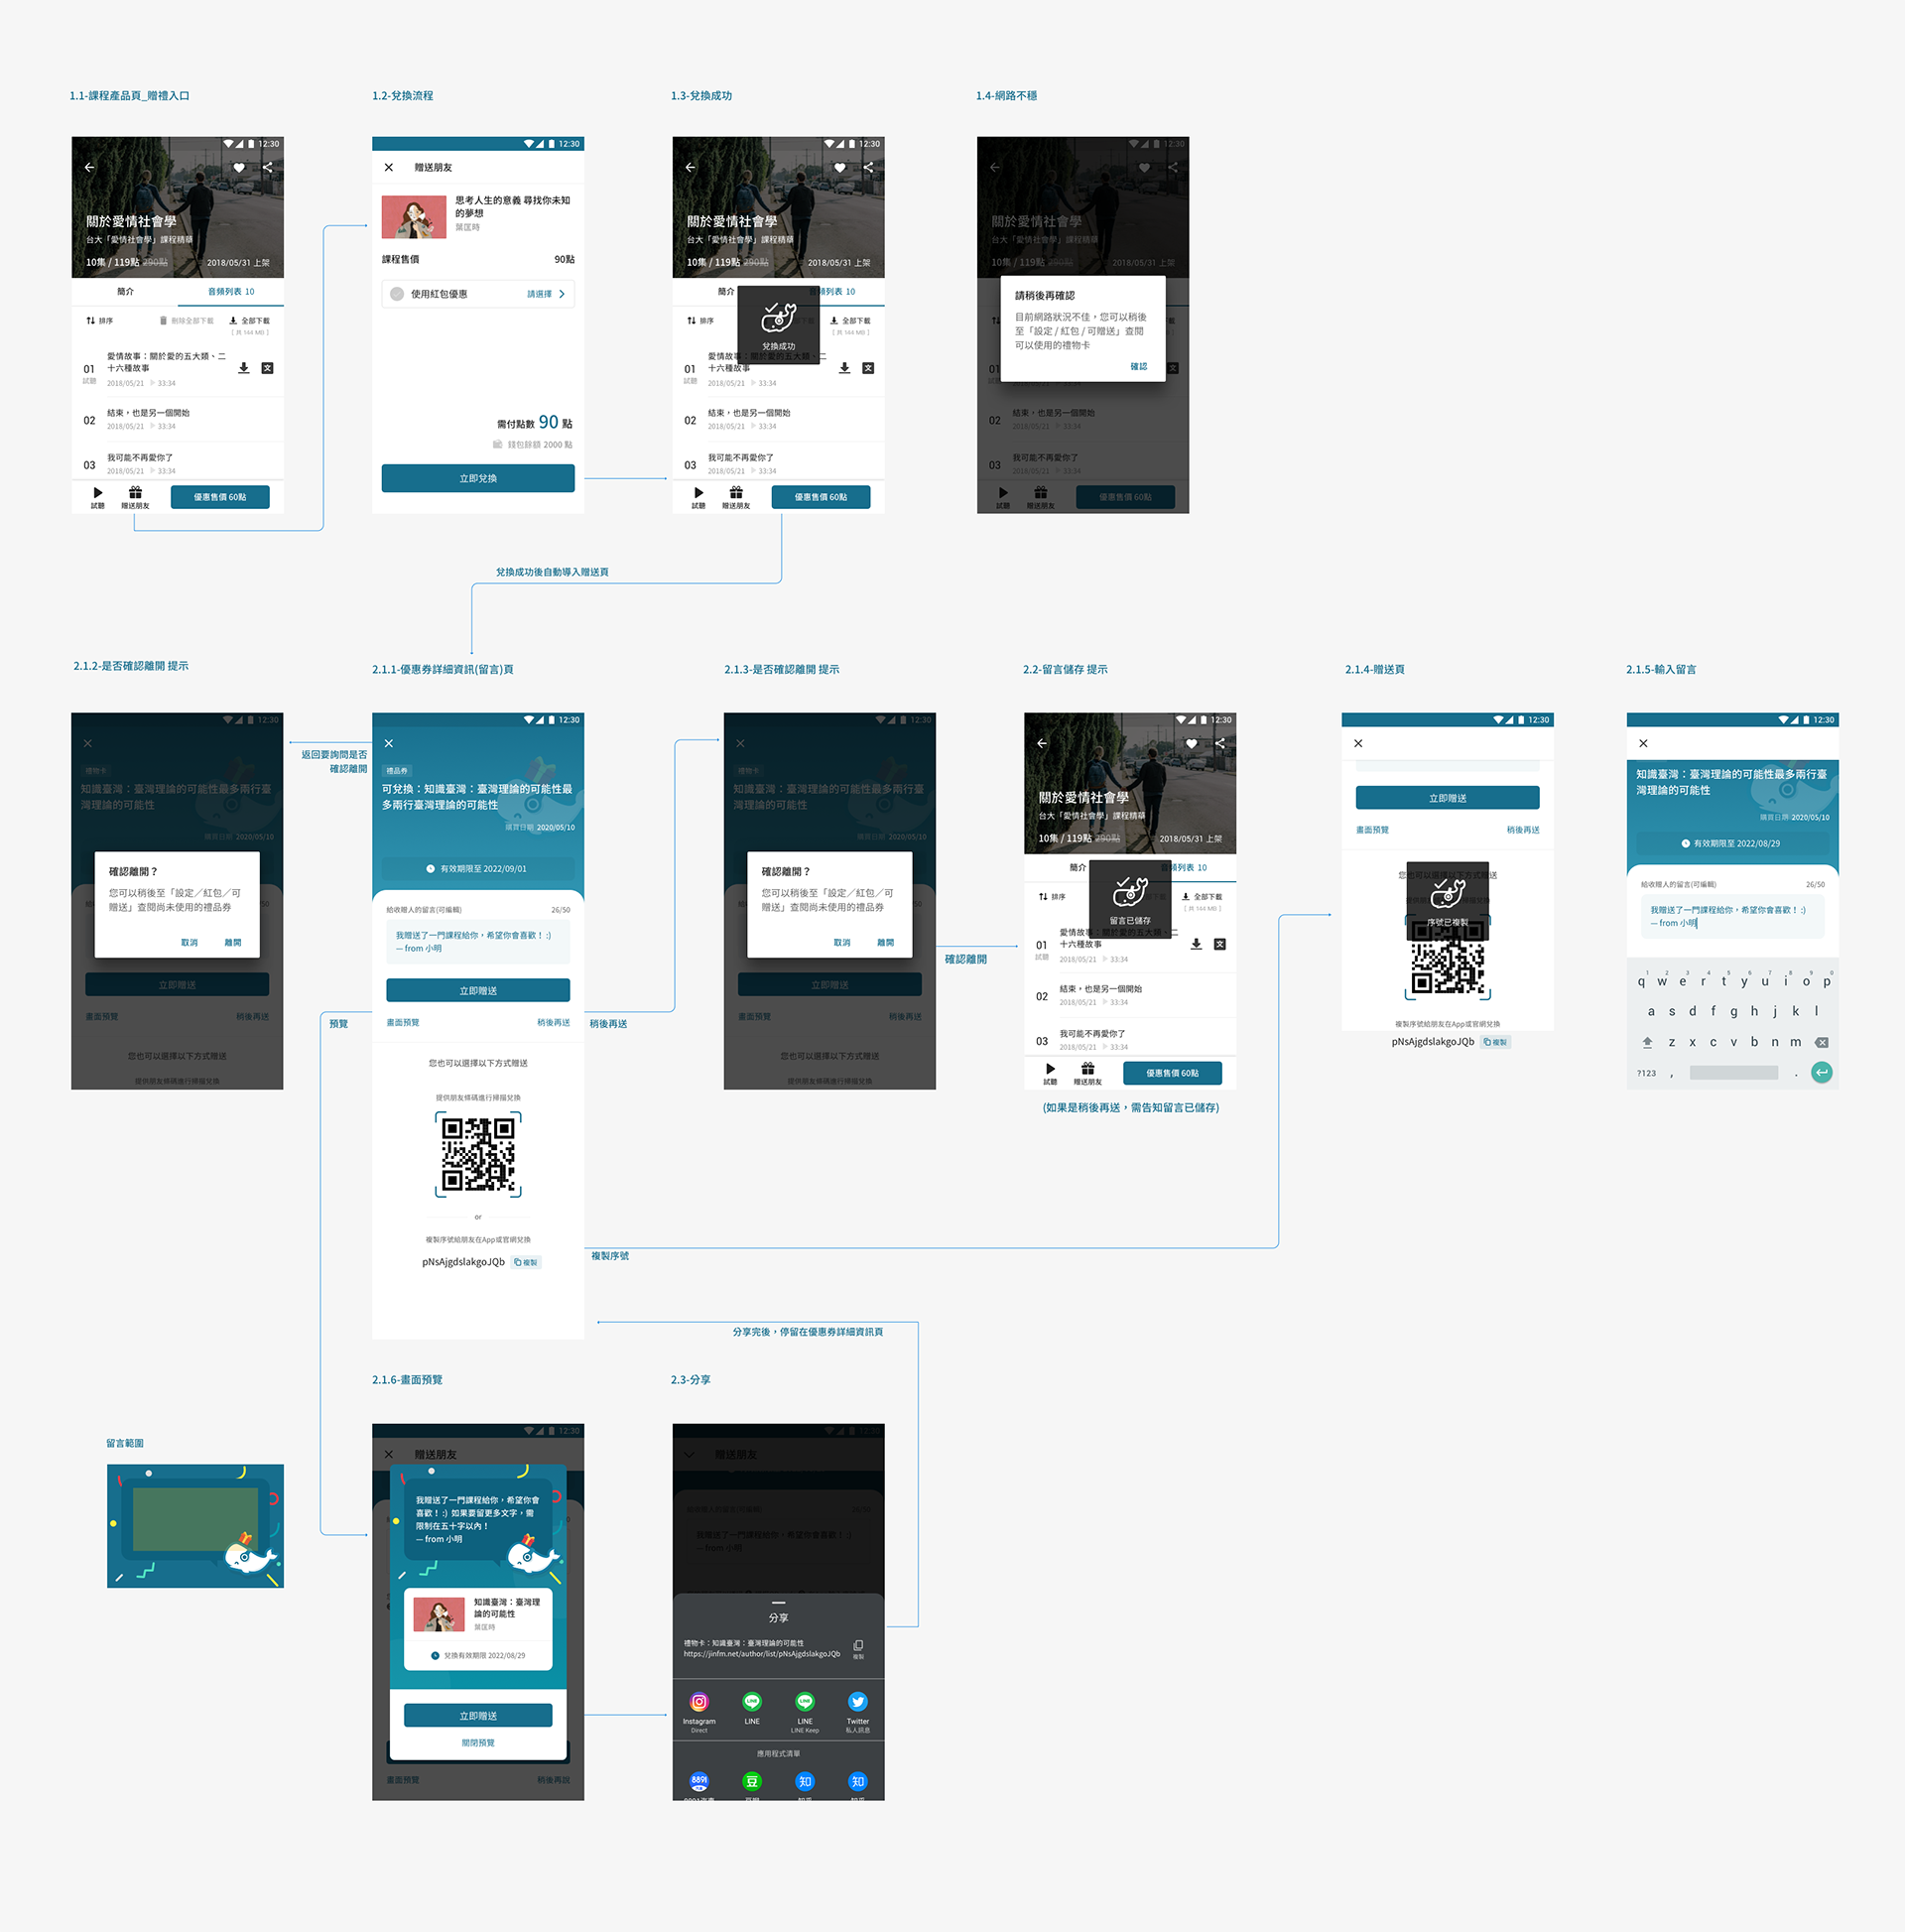 1.1-課程產品頁_贈禮入口
12:30
關於愛情社會學
台大「愛情社會學」課程精華
10集 / 119點 290點
2018/05/31 上架
簡介
音頻列表 10
排序
刪除全部下載
全部下載
[ 共 144 MB ]
01
試聽
愛情故事：關於愛的五大類、二
十六種故事
2018/05/21 33:34
文
02
結束，也是另一個開始
2018/05/21 33:34
03
我可能不再愛你了
2018/05/21 33:34
試聽
贈送朋友
優惠售價 60點
1.2-兌換流程
12:30
贈送朋友
思考人生的意義 尋找你未知
的夢想
葉匡時
課程售價
90點
使用紅包優惠
請選擇
需付點數 90 點
錢包餘額 2000 點
立即兌換
1.3-兌換成功
12:30
關於愛情社會學
台大「愛情社會學」課程精華
10集 / 119點 290點
2018/05/31 上架
簡介
音頻列表 10
排序
全部下載
[ 共 144 MB ]
兌換成功
01
試聽
愛情故事：關於愛的五大類、二
十六種故事
2018/05/21 33:34
文
02
結束，也是另一個開始
2018/05/21 33:34
03
我可能不再愛你了
2018/05/21 33:34
試聽
贈送朋友
優惠售價 60點
1.4-網路不穩
12:30
關於愛情社會學
台大「愛情社會學」課程精華
10集 / 119點 290點
2018/05/31 上架
請稍後再確認
目前網路狀況不佳，您可以稍後
至「設定 / 紅包 / 可贈送」查閱
可以使用的禮物卡
確認
01
2018/05/21 33:34
02
結束，也是另一個開始
2018/05/21 33:34
03
我可能不再愛你了
2018/05/21 33:34
試聽
贈送朋友
優惠售價 60點
兌換成功後自動導入贈送頁
2.1.2-是否確認離開 提示
12:30
禮物卡
知識臺灣：臺灣理論的可能性最多兩行臺
灣理論的可能性
購買日期 2020/05/10
確認離開？
您可以稍後至「設定／紅包／可
贈送」查閱尚未使用的禮品券
取消
離開
立即贈送
畫面預覽
稍後再送
您也可以選擇以下方式贈送
提供朋友條碼進行掃描兌換
返回要詢問是否
確認離開
2.1.1-優惠券詳細資訊(留言)頁
12:30
禮品券
可兌換：知識臺灣：臺灣理論的可能性最
多兩行臺灣理論的可能性
購買日期 2020/05/10
有效期限至 2022/09/01
給收贈人的留言(可編輯)
26/50
我贈送了一門課程給你，希望你會喜歡！ :)
— from 小明
立即贈送
畫面預覽
稍後再送
您也可以選擇以下方式贈送
提供朋友條碼進行掃描兌換
or
複製序號給朋友在App或官網兌換
pNsAjgdslakgoJQb
複製
預覽
稍後再送
複製序號
2.1.3-是否確認離開 提示
12:30
禮物卡
知識臺灣：臺灣理論的可能性最多兩行臺
灣理論的可能性
購買日期 2020/05/10
確認離開？
您可以稍後至「設定／紅包／可
贈送」查閱尚未使用的禮品券
取消
離開
立即贈送
畫面預覽
稍後再送
您也可以選擇以下方式贈送
提供朋友條碼進行掃描兌換
確認離開
2.2-留言儲存 提示
12:30
關於愛情社會學
台大「愛情社會學」課程精華
10集 / 119點 290點
2018/05/31 上架
簡介
音頻列表 10
排序
全部下載
[ 共 144 MB ]
留言已儲存
01
試聽
愛情故事：關於愛的五大類、二
十六種故事
2018/05/21 33:34
文
02
結束，也是另一個開始
2018/05/21 33:34
03
我可能不再愛你了
2018/05/21 33:34
試聽
贈送朋友
優惠售價 60點
(如果是稍後再送，需告知留言已儲存)
2.1.4-贈送頁
12:30
立即贈送
畫面預覽
稍後再送
您也可以選擇以下方式贈送
序號已複製
複製序號給朋友在App或官網兌換
pNsAjgdslakgoJQb
複製
2.1.5-輸入留言
12:30
知識臺灣：臺灣理論的可能性最多兩行臺
灣理論的可能性
購買日期 2020/05/10
有效期限至 2022/08/29
給收贈人的留言(可編輯)
26/50
我贈送了一門課程給你，希望你會喜歡！ :)
— from 小明
1 2 3 4 5 6 7 8 9 0
q w e r t y u i o p
a s d f g h j k l
z x c v b n m
?123 , .
分享完後，停留在優惠券詳細資訊頁
留言範圍
2.1.6-畫面預覽
12:30
贈送朋友
我贈送了一門課程給你，希望你會
喜歡！ :) 如果要留更多文字，需
限制在五十字以內！
— from 小明
知識臺灣：臺灣理
論的可能性
葉匡時
兌換有效期限 2022/08/29
立即贈送
關閉預覽
畫面預覽
稍後再說
2.3-分享
12:30
贈送朋友
給收贈人的留言(可編輯)
26/50
我贈送了一門課程給你，希望你會喜歡！ :)
— from 小明
分享
禮物卡：知識臺灣：臺灣理論的可能性
https://jinfm.net/author/list/pNsAjgdslakgoJQb
複製
Instagram
Direct
LINE
LINE
LINE
LINE
LINE Keep
Twitter
私人訊息
應用程式清單
8891
豆
知
知